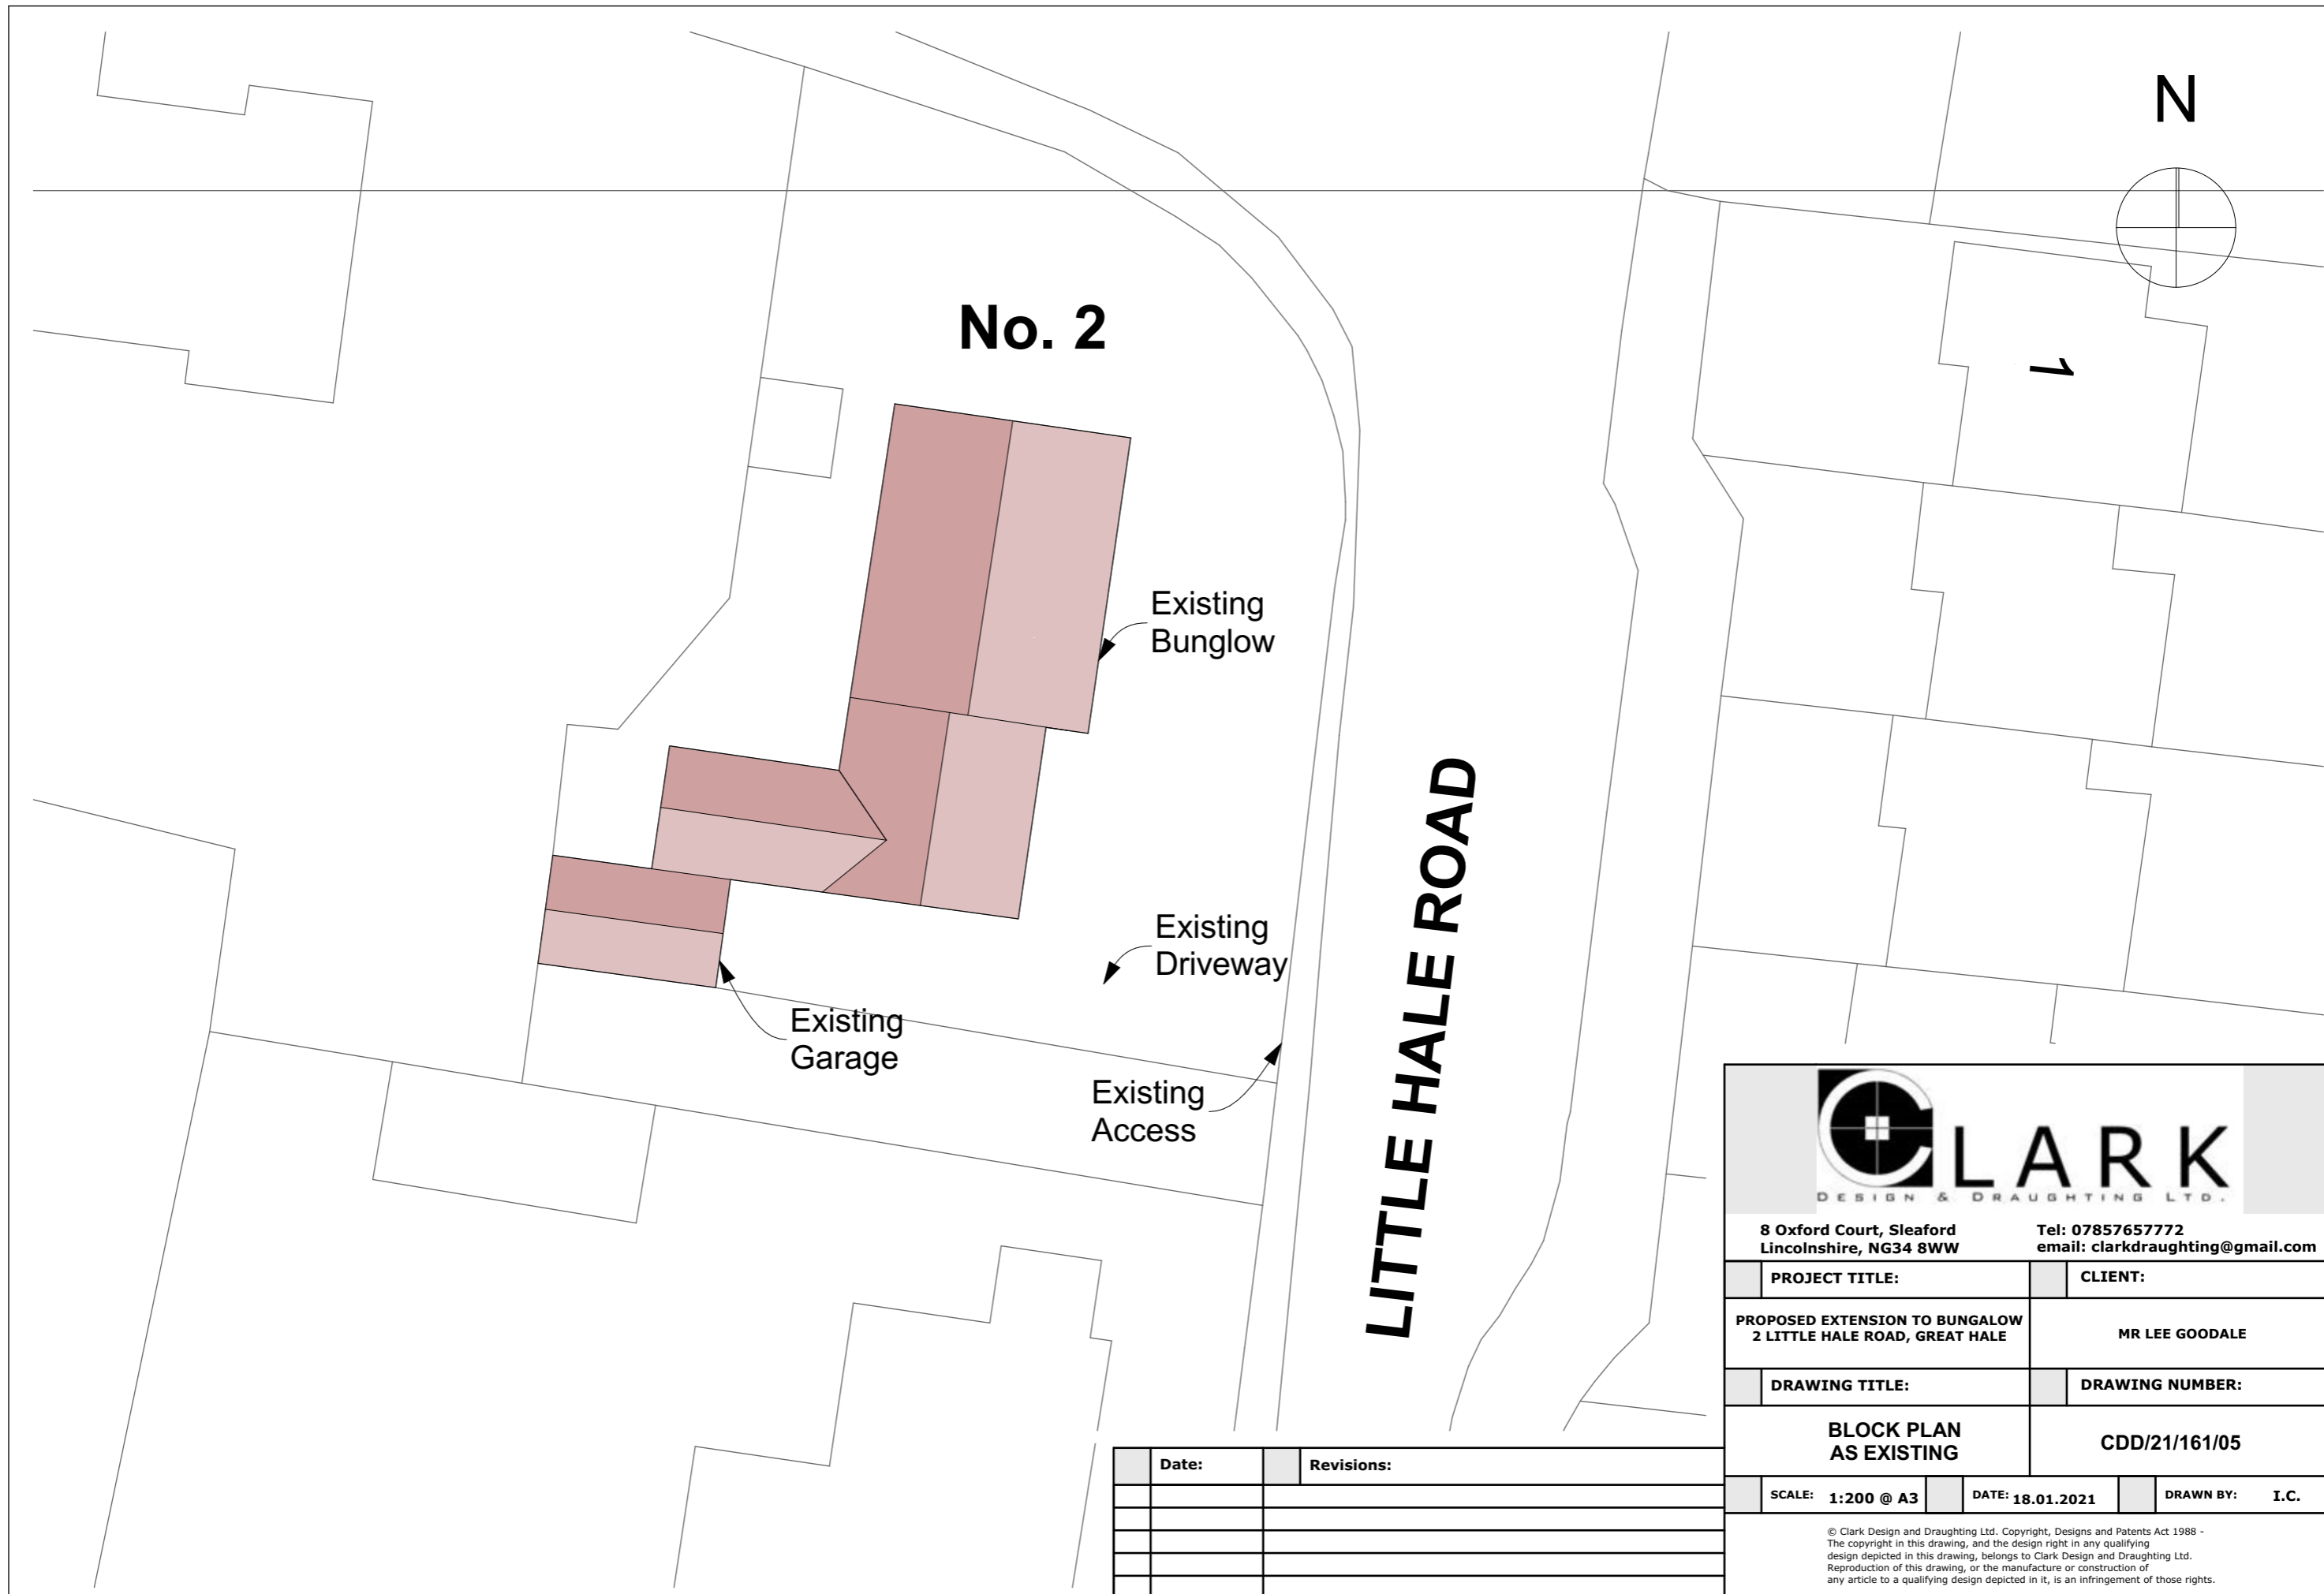 N
No. 2
1
Existing
Bunglow
LITTLE HALE ROAD
Existing
Driveway
Existing
Garage
Existing
Access
CLARK
DESIGN & DRAUGHTING LTD.
8 Oxford Court, Sleaford
Lincolnshire, NG34 8WW
Tel: 07857657772
email: clarkdraughting@gmail.com
PROJECT TITLE:
CLIENT:
PROPOSED EXTENSION TO BUNGALOW
2 LITTLE HALE ROAD, GREAT HALE
MR LEE GOODALE
DRAWING TITLE:
DRAWING NUMBER:
BLOCK PLAN
AS EXISTING
CDD/21/161/05
SCALE: 1:200 @ A3
DATE: 18.01.2021
DRAWN BY: I.C.
Date:
Revisions:
© Clark Design and Draughting Ltd. Copyright, Designs and Patents Act 1988 -
The copyright in this drawing, and the design right in any qualifying
design depicted in this drawing, belongs to Clark Design and Draughting Ltd.
Reproduction of this drawing, or the manufacture or construction of
any article to a qualifying design depicted in it, is an infringement of those rights.